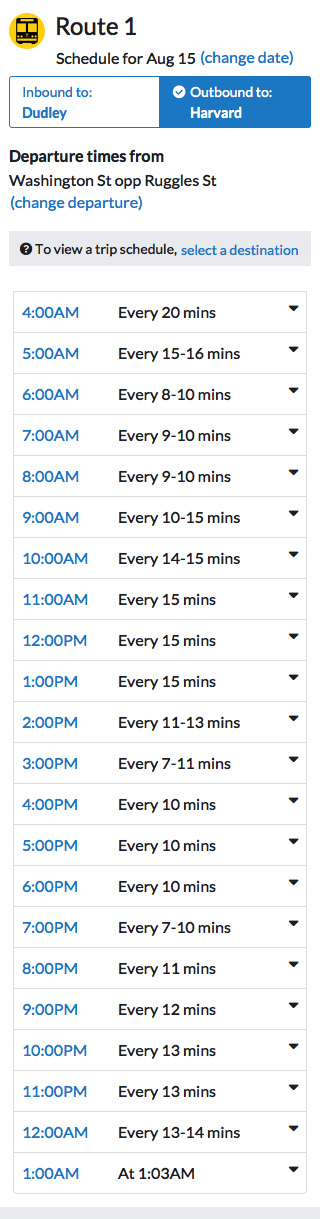 Route 1
Schedule for Aug 15 (change date)
Inbound to:
Dudley
Outbound to:
Harvard
Departure times from
Washington St opp Ruggles St
(change departure)
To view a trip schedule, select a destination
4:00AM Every 20 mins
5:00AM Every 15-16 mins
6:00AM Every 8-10 mins
7:00AM Every 9-10 mins
8:00AM Every 9-10 mins
9:00AM Every 10-15 mins
10:00AM Every 14-15 mins
11:00AM Every 15 mins
12:00PM Every 15 mins
1:00PM Every 15 mins
2:00PM Every 11-13 mins
3:00PM Every 7-11 mins
4:00PM Every 10 mins
5:00PM Every 10 mins
6:00PM Every 10 mins
7:00PM Every 7-10 mins
8:00PM Every 11 mins
9:00PM Every 12 mins
10:00PM Every 13 mins
11:00PM Every 13 mins
12:00AM Every 13-14 mins
1:00AM At 1:03AM